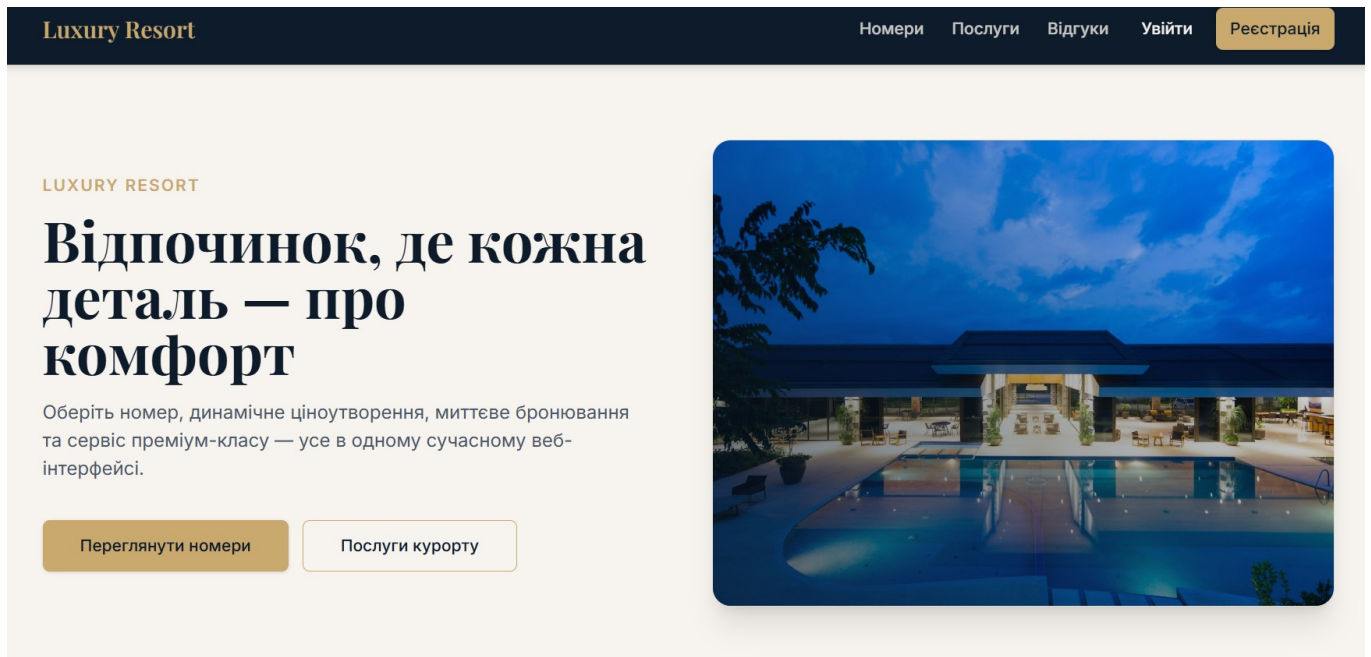 Luxury Resort
Номери
Послуги
Відгуки
Увійти
Реєстрація
LUXURY RESORT
Відпочинок, де кожна
деталь — про
комфорт
Оберіть номер, динамічне ціноутворення, миттєве бронювання
та сервіс преміум-класу — усе в одному сучасному веб-
інтерфейсі.
Переглянути номери
Послуги курорту